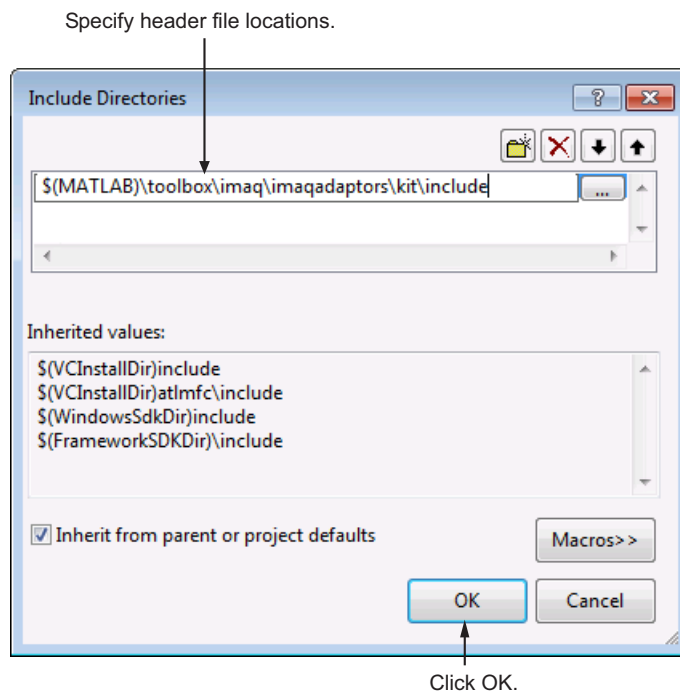 Specify header file locations.
Include Directories
$(MATLAB)\toolbox\imaq\imaqadaptors\kit\include
...
Inherited values:
$(VCInstallDir)include
$(VCInstallDir)atlmfc\include
$(WindowsSdkDir)include
$(FrameworkSDKDir)\include
Inherit from parent or project defaults
Macros>>
OK
Cancel
Click OK.